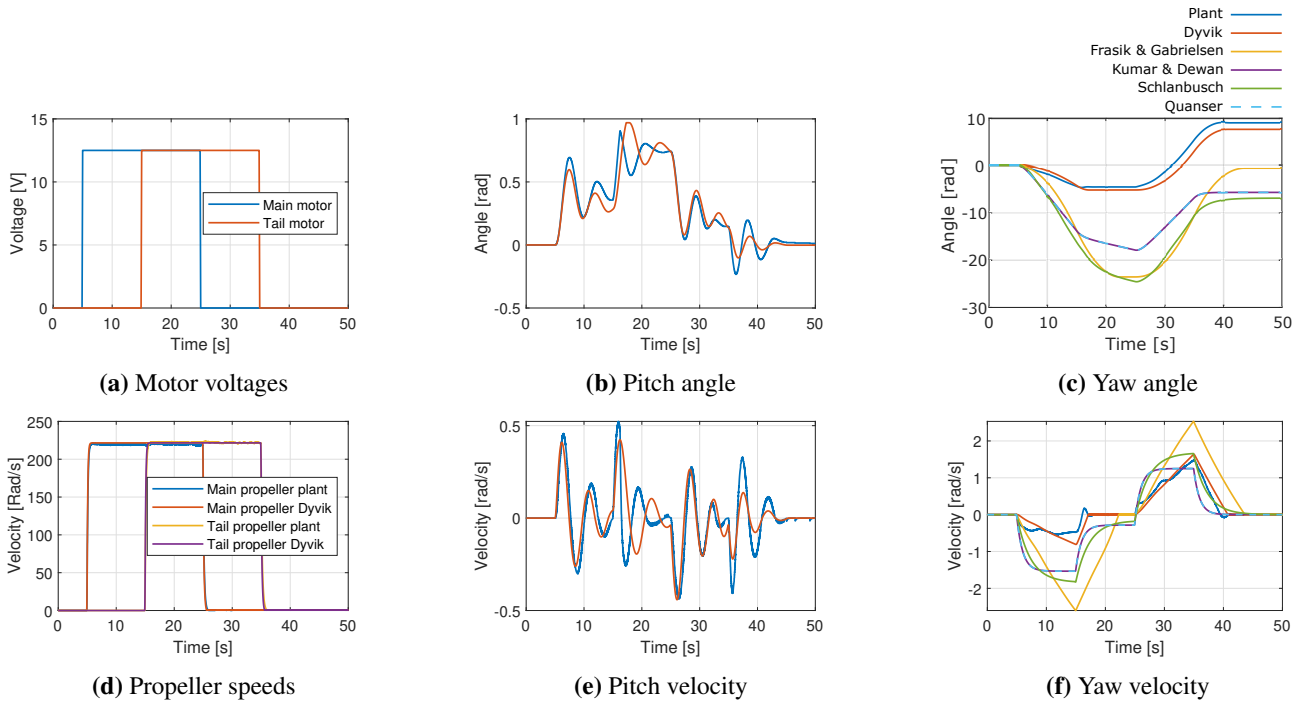 Plant
Dyvik
Frasik & Gabrielsen
Kumar & Dewan
Schlanbusch
Quanser
15
10
5
0
Voltage [V]
Main motor
Tail motor
0 10 20 30 40 50
Time [s]
(a) Motor voltages
1
0.5
0
-0.5
Angle [rad]
0 10 20 30 40 50
Time [s]
(b) Pitch angle
10
0
-10
-20
-30
Angle [rad]
0 10 20 30 40 50
Time [s]
(c) Yaw angle
250
200
150
100
50
0
Velocity [Rad/s]
Main propeller plant
Main propeller Dyvik
Tail propeller plant
Tail propeller Dyvik
0 10 20 30 40 50
Time [s]
(d) Propeller speeds
0.5
0
-0.5
Velocity [rad/s]
0 10 20 30 40 50
Time [s]
(e) Pitch velocity
2
1
0
-1
-2
Velocity [rad/s]
0 10 20 30 40 50
Time [s]
(f) Yaw velocity